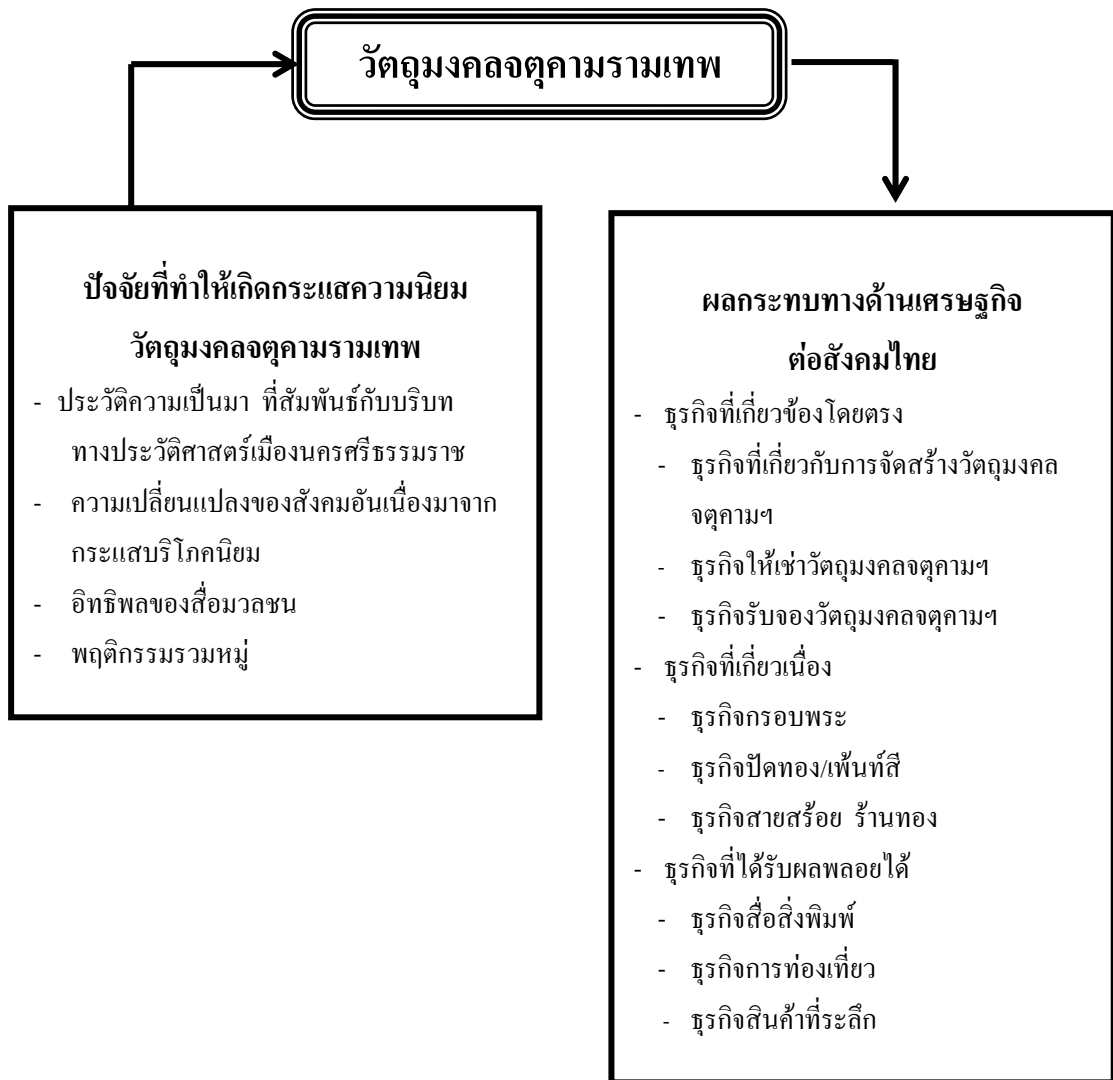 วัตถุมงคลจตุคามรามเทพ
ปัจจัยที่ทำให้เกิดกระแสความนิยม
วัตถุมงคลจตุคามรามเทพ
- ประวัติความเป็นมา ที่สัมพันธ์กับบริบท
ทางประวัติศาสตร์เมืองนครศรีธรรมราช
- ความเปลี่ยนแปลงของสังคมอันเนื่องมาจาก
กระแสบริโภคนิยม
- อิทธิพลของสื่อมวลชน
- พฤติกรรมรวมหมู่
ผลกระทบทางด้านเศรษฐกิจ
ต่อสังคมไทย
- ธุรกิจที่เกี่ยวข้องโดยตรง
- ธุรกิจที่เกี่ยวกับการจัดสร้างวัตถุมงคล
จตุคามฯ
- ธุรกิจให้เช่าวัตถุมงคลจตุคามฯ
- ธุรกิจรับจองวัตถุมงคลจตุคามฯ
- ธุรกิจที่เกี่ยวเนื่อง
- ธุรกิจกรอบพระ
- ธุรกิจปัดทอง/เพ้นท์สี
- ธุรกิจสายสร้อย ร้านทอง
- ธุรกิจที่ได้รับผลพลอยได้
- ธุรกิจสื่อสิ่งพิมพ์
- ธุรกิจการท่องเที่ยว
- ธุรกิจสินค้าที่ระลึก